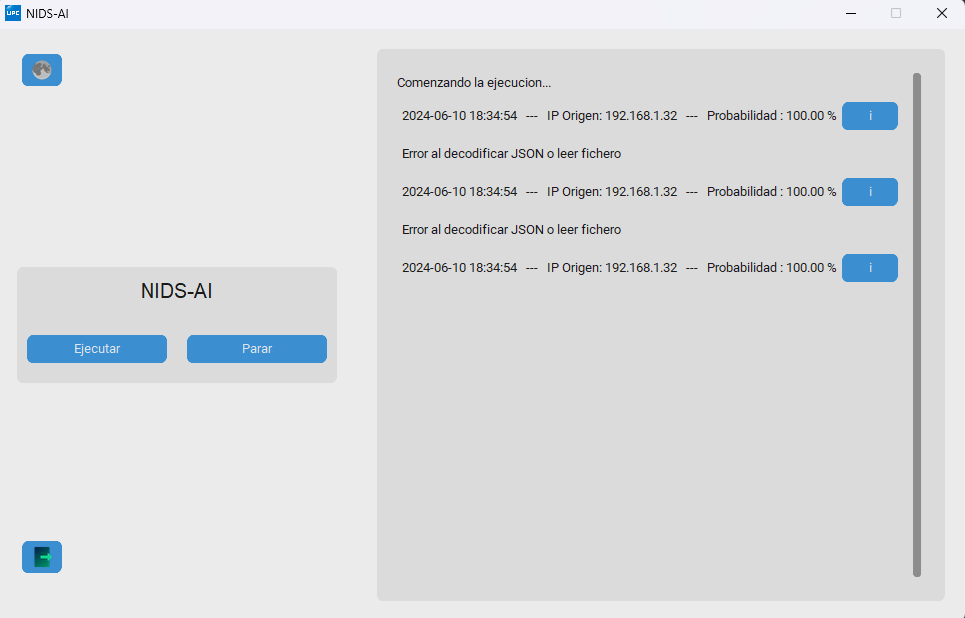 UPC NIDS-AI
Comenzando la ejecucion...
2024-06-10 18:34:54 --- IP Origen: 192.168.1.32 --- Probabilidad : 100.00 % i
Error al decodificar JSON o leer fichero
2024-06-10 18:34:54 --- IP Origen: 192.168.1.32 --- Probabilidad : 100.00 % i
Error al decodificar JSON o leer fichero
2024-06-10 18:34:54 --- IP Origen: 192.168.1.32 --- Probabilidad : 100.00 % i
NIDS-AI
Ejecutar Parar